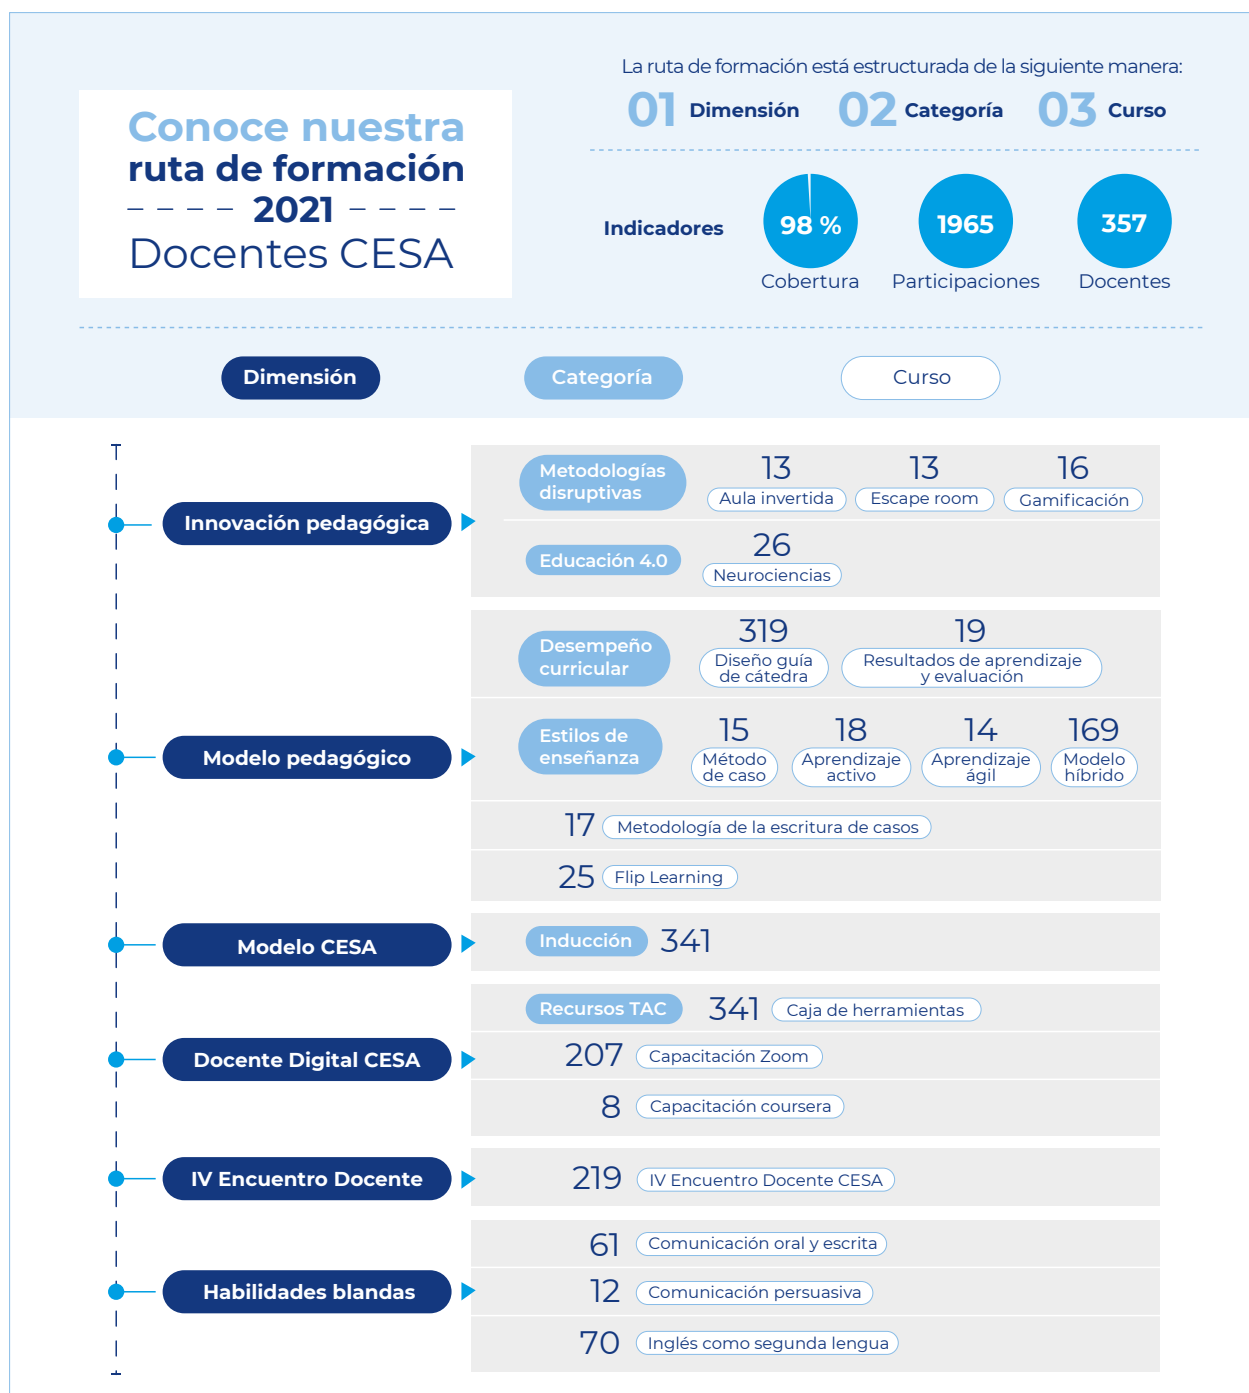 Conoce nuestra
ruta de formación
2021
Docentes CESA
La ruta de formación está estructurada de la siguiente manera:
01 Dimensión 02 Categoría 03 Curso
Indicadores
98 % 1965 357
Cobertura Participaciones Docentes
Dimensión Categoría Curso
Innovación pedagógica
Metodologías
disruptivas
13 13 16
Aula invertida Escape room Gamificación
Educación 4.0
26
Neurociencias
Modelo pedagógico
Desempeño
curricular
319
Diseño guía
de cátedra
19
Resultados de aprendizaje
y evaluación
Estilos de
enseñanza
15
Método
de caso
18
Aprendizaje
activo
14
Aprendizaje
ágil
169
Modelo
híbrido
17 Metodología de la escritura de casos
25 Flip Learning
Modelo CESA
Inducción 341
Docente Digital CESA
Recursos TAC 341 Caja de herramientas
207 Capacitación Zoom
8 Capacitación coursera
IV Encuentro Docente
219 IV Encuentro Docente CESA
Habilidades blandas
61 Comunicación oral y escrita
12 Comunicación persuasiva
70 Inglés como segunda lengua